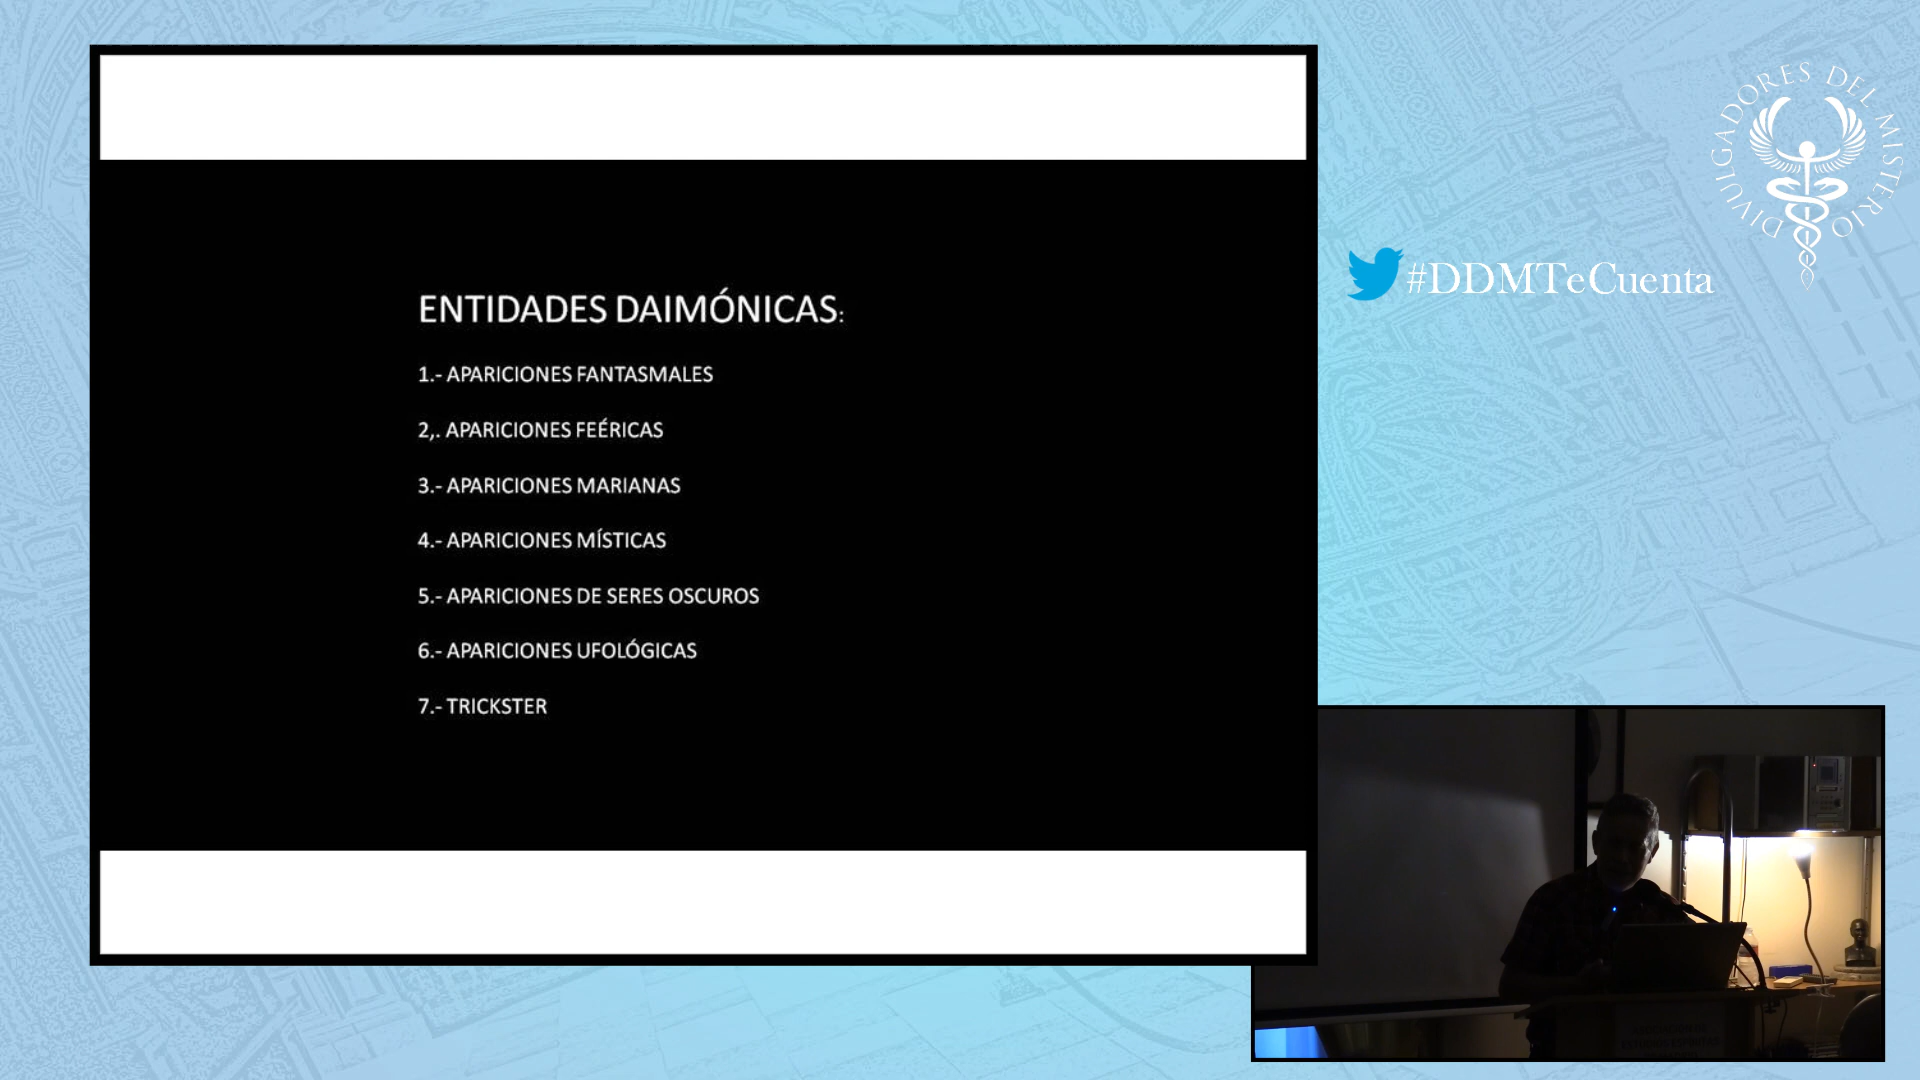 ENTIDADES DAIMÓNICAS:
1.- APARICIONES FANTASMALES
2,. APARICIONES FEÉRICAS
3.- APARICIONES MARIANAS
4.- APARICIONES MÍSTICAS
5.- APARICIONES DE SERES OSCUROS
6.- APARICIONES UFOLÓGICAS
7.- TRICKSTER
DIVULGADORES DEL MISTERIO
#DDMTeCuenta